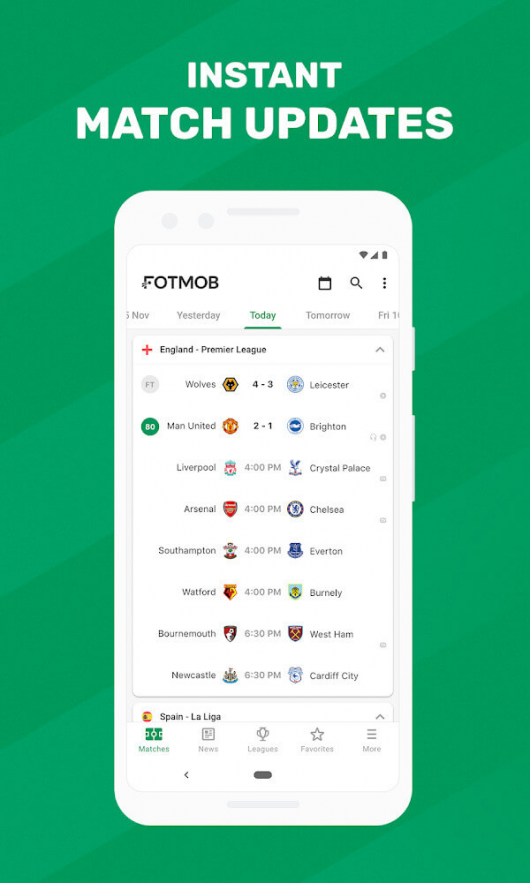 INSTANT
MATCH UPDATES
FOTMOB
Nov Yesterday Today Tomorrow Fri
England - Premier League
FT Wolves 4 - 3 Leicester
80 Man United 2 - 1 Brighton
Liverpool 4:00 PM Crystal Palace
Arsenal 4:00 PM Chelsea
Southampton 4:00 PM Everton
Watford 4:00 PM Burnely
Bournemouth 6:30 PM West Ham
Newcastle 6:30 PM Cardiff City
Spain - La Liga
Matches News Leagues Favorites More